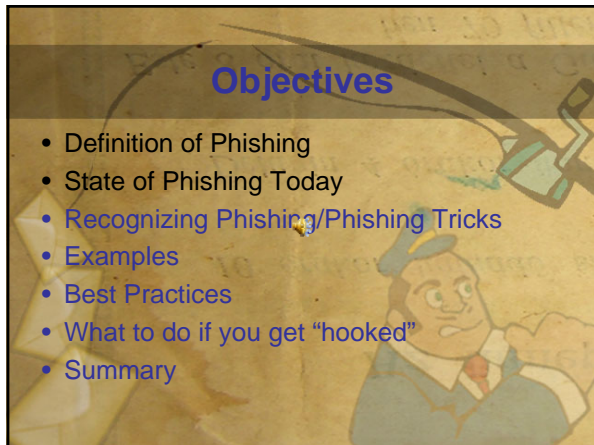 Objectives
• Definition of Phishing
• State of Phishing Today
• Recognizing Phishing/Phishing Tricks
• Examples
• Best Practices
• What to do if you get “hooked”
• Summary